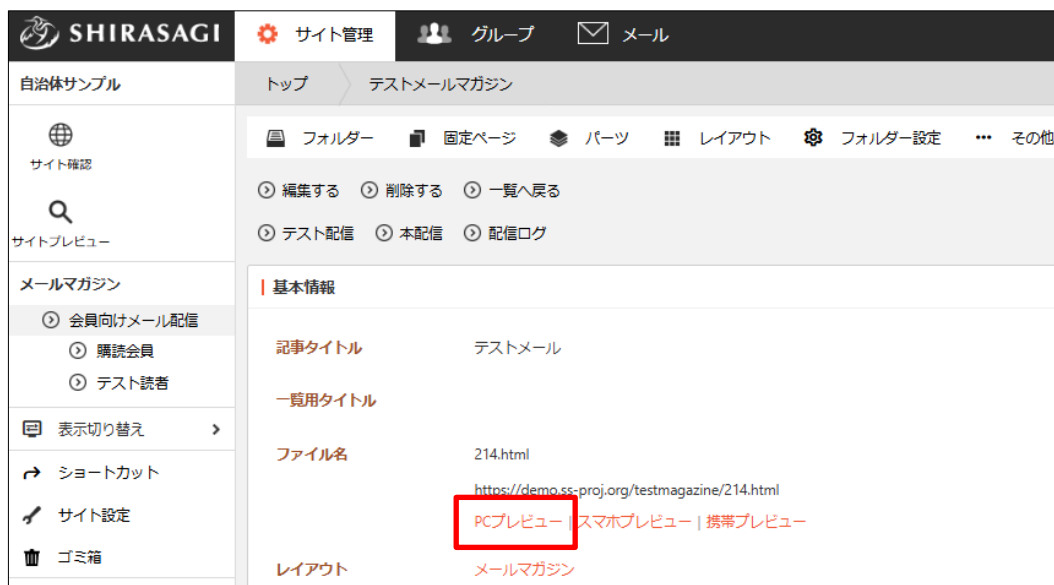 SHIRASAGI サイト管理 グループ メール
自治体サンプル トップ テストメールマガジン
サイト確認
サイトプレビュー
メールマガジン
会員向けメール配信
購読会員
テスト読者
表示切り替え
ショートカット
サイト設定
ゴミ箱
フォルダー 固定ページ パーツ レイアウト フォルダー設定 その他
編集する 削除する 一覧へ戻る
テスト配信 本配信 配信ログ
基本情報
記事タイトル テストメール
一覧用タイトル
ファイル名 214.html
https://demo.ss-proj.org/testmagazine/214.html
PCプレビュー | スマホプレビュー | 携帯プレビュー
レイアウト メールマガジン